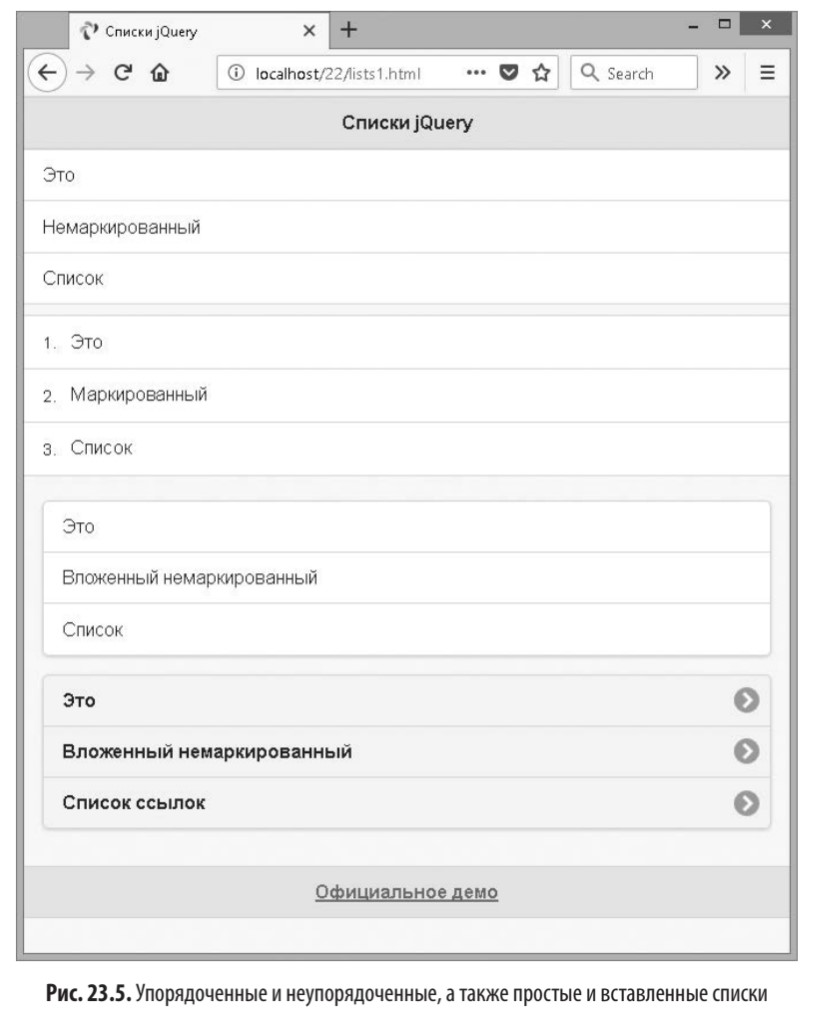 Списки jQuery
localhost/22/lists1.html
Search
Списки jQuery
Это
Немаркированный
Список
1. Это
2. Маркированный
3. Список
Это
Вложенный немаркированный
Список
Это
Вложенный немаркированный
Список ссылок
Официальное демо
Рис. 23.5. Упорядоченные и неупорядоченные, а также простые и вставленные списки